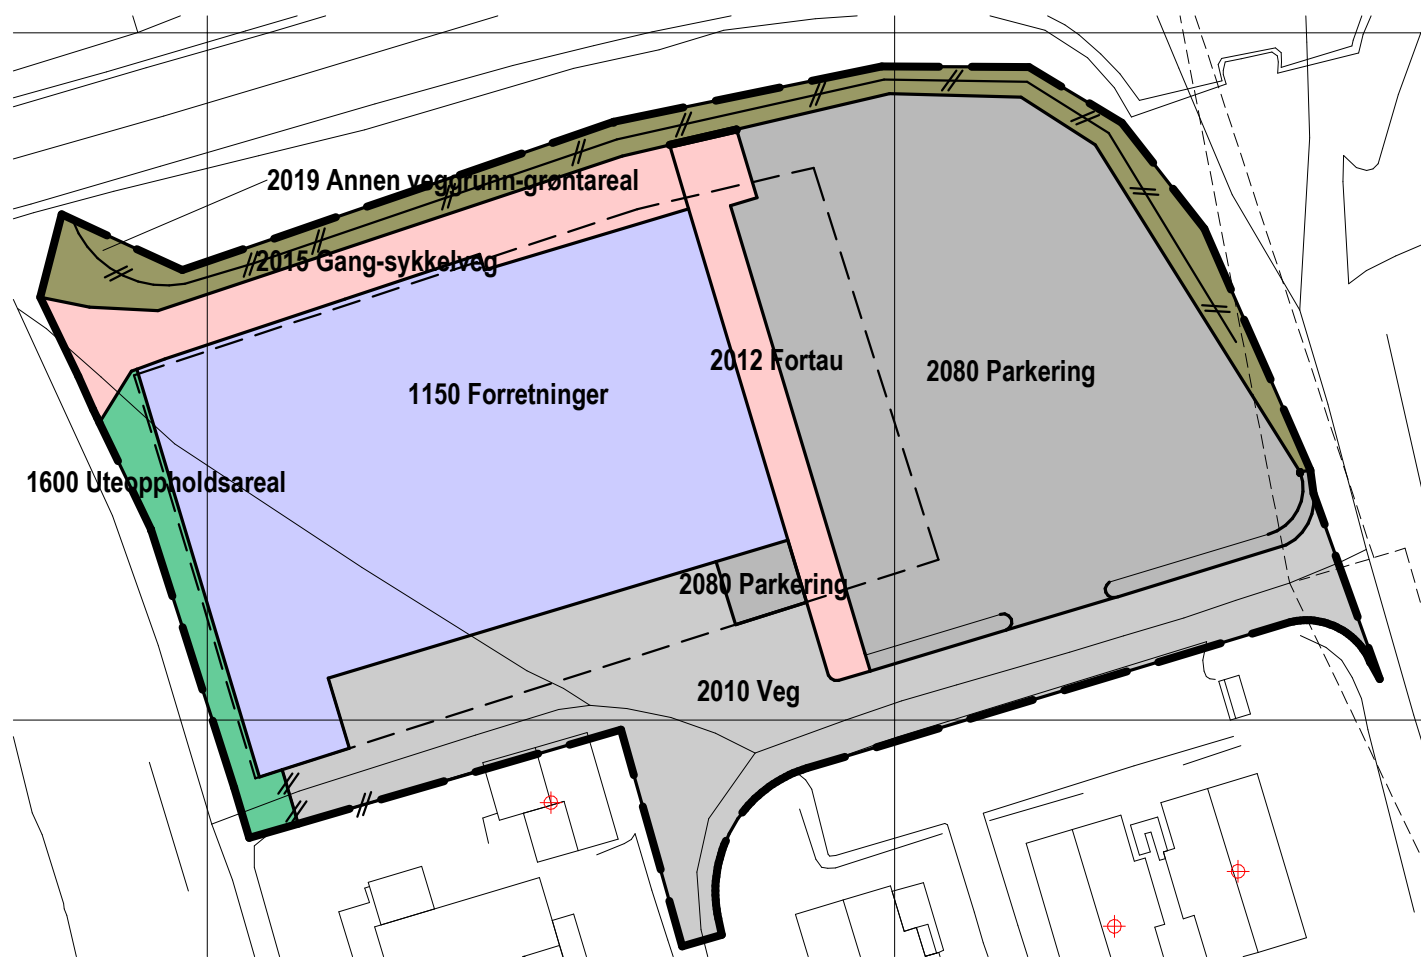 2019 Annen veggrunn-grøntareal
2015 Gang-sykkelveg
2012 Fortau
2080 Parkering
1150 Forretninger
1600 Uteoppholdsareal
2080 Parkering
2010 Veg